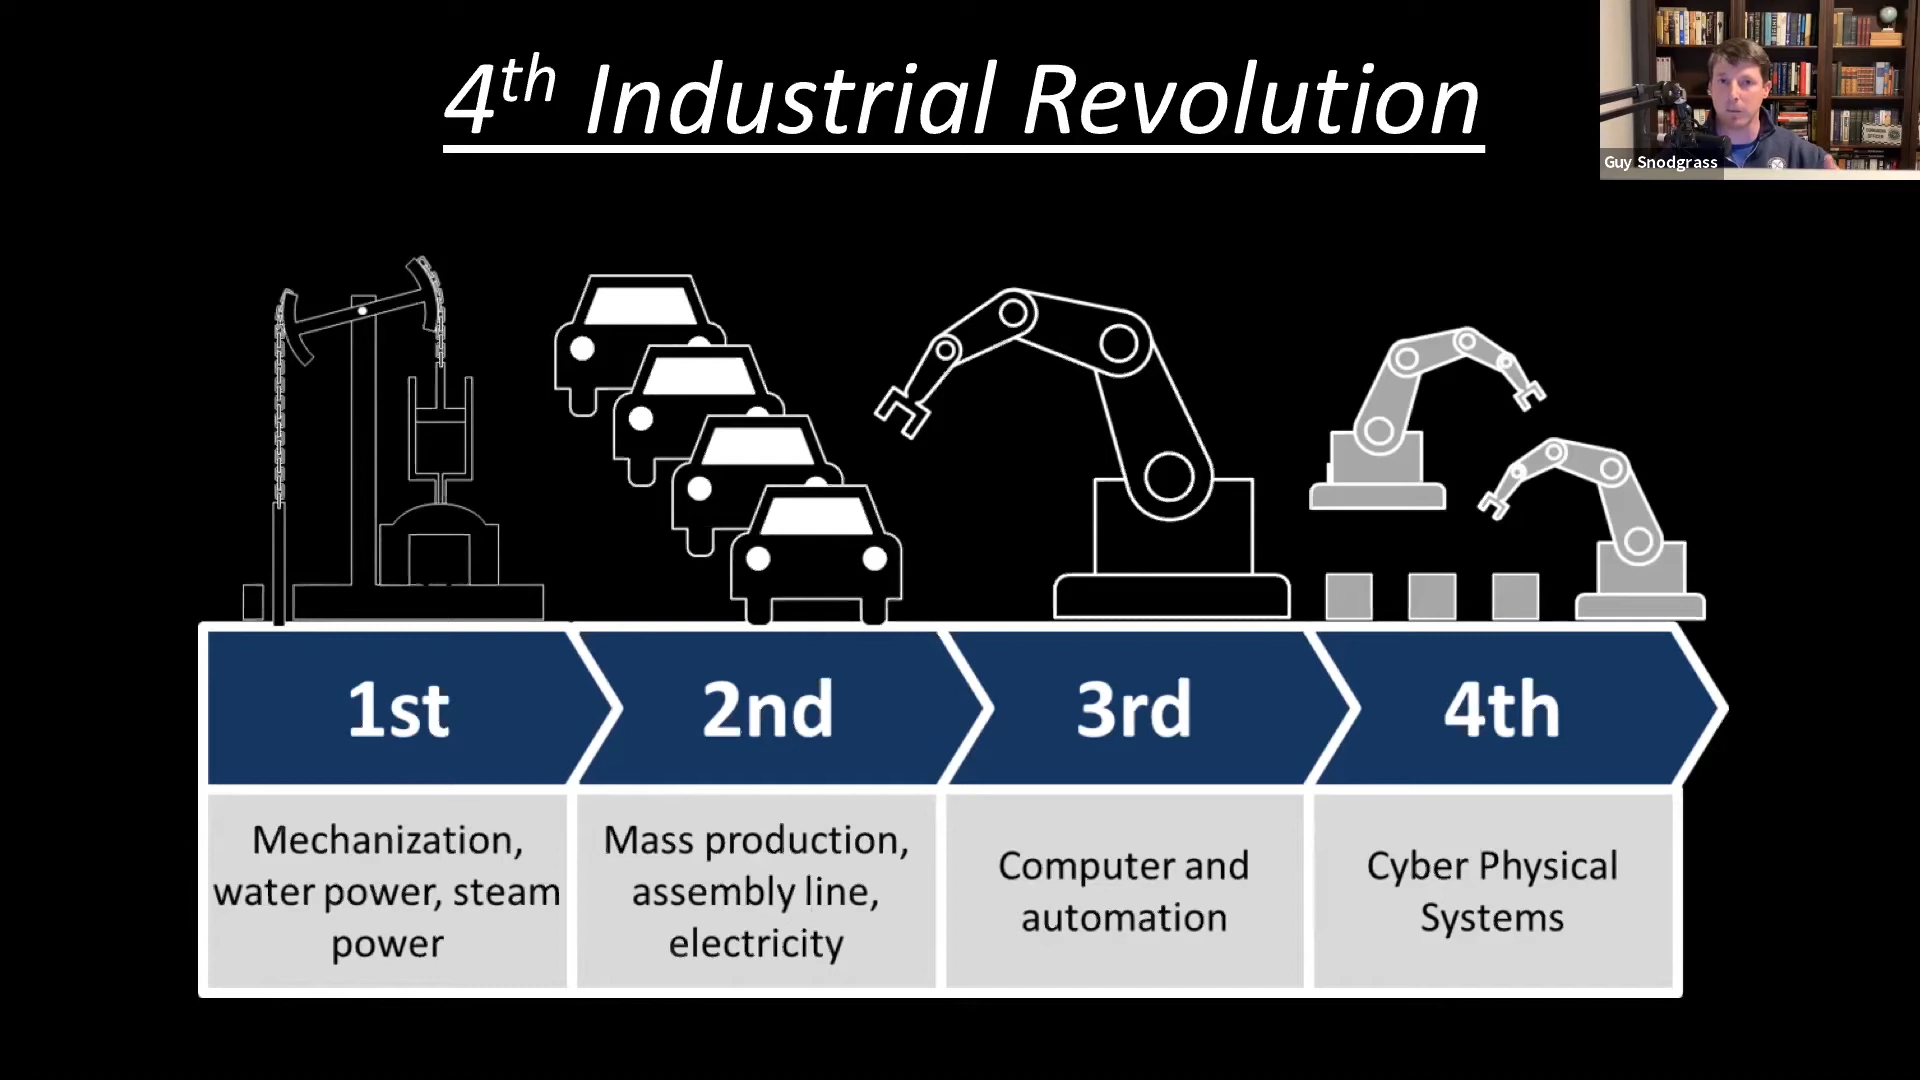 4th Industrial Revolution
Guy Snodgrass
1st
2nd
3rd
4th
Mechanization,
water power, steam
power
Mass production,
assembly line,
electricity
Computer and
automation
Cyber Physical
Systems